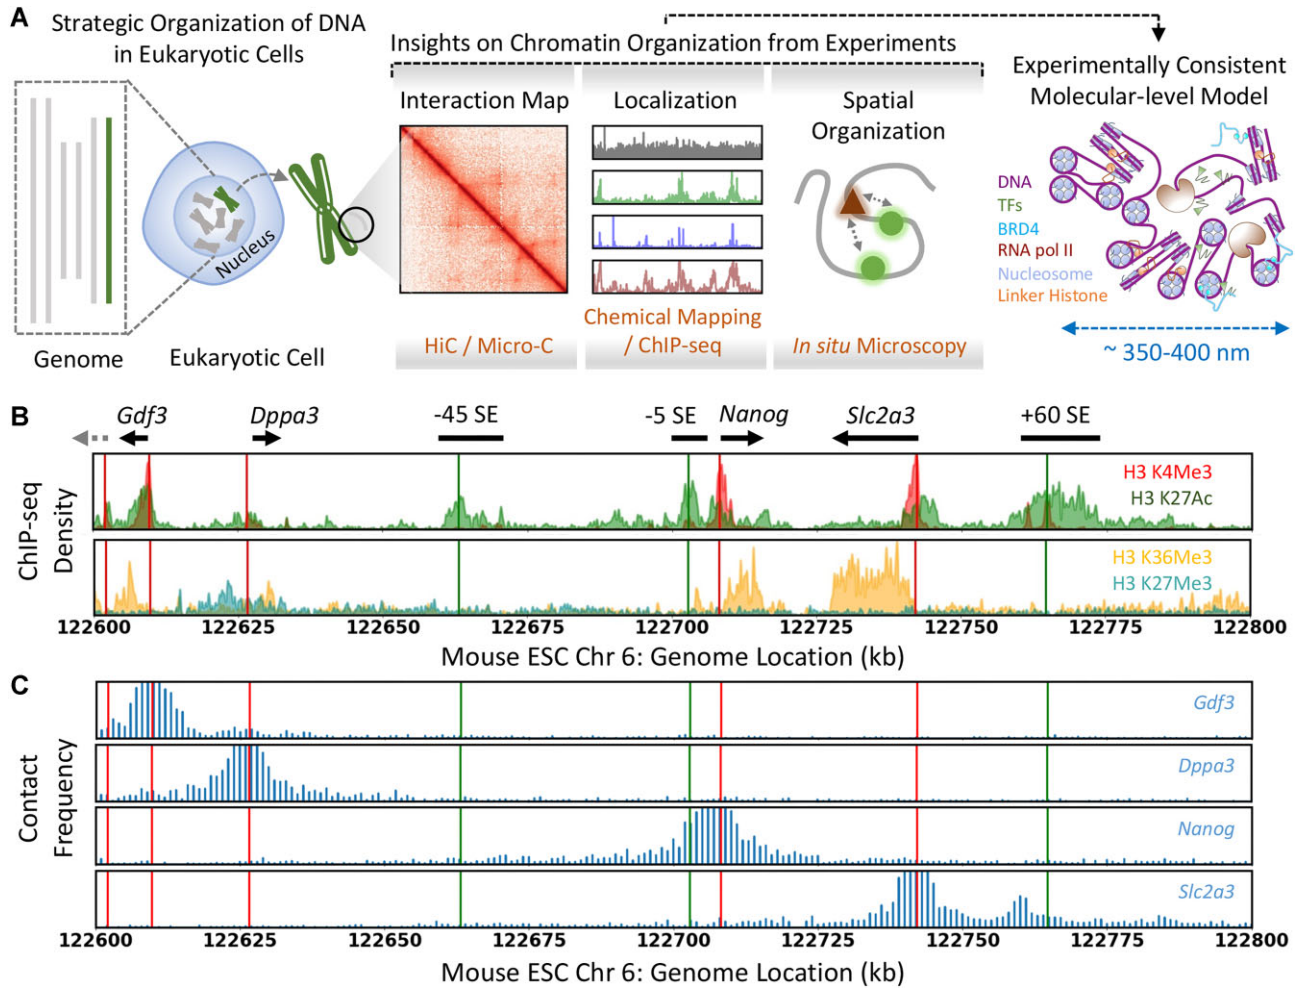 A
Strategic Organization of DNA
in Eukaryotic Cells
Insights on Chromatin Organization from Experiments
Experimentally Consistent
Molecular-level Model
Interaction Map
Localization
Spatial
Organization
Nucleus
DNA
TFs
BRD4
RNA pol II
Nucleosome
Linker Histone
Genome
Eukaryotic Cell
HiC / Micro-C
Chemical Mapping
/ ChIP-seq
In situ Microscopy
~ 350-400 nm
B
Gdf3
Dppa3
-45 SE
-5 SE
Nanog
Slc2a3
+60 SE
ChIP-seq
Density
H3 K4Me3
H3 K27Ac
H3 K36Me3
H3 K27Me3
122600 122625 122650 122675 122700 122725 122750 122775 122800
Mouse ESC Chr 6: Genome Location (kb)
C
Contact
Frequency
Gdf3
Dppa3
Nanog
Slc2a3
122600 122625 122650 122675 122700 122725 122750 122775 122800
Mouse ESC Chr 6: Genome Location (kb)